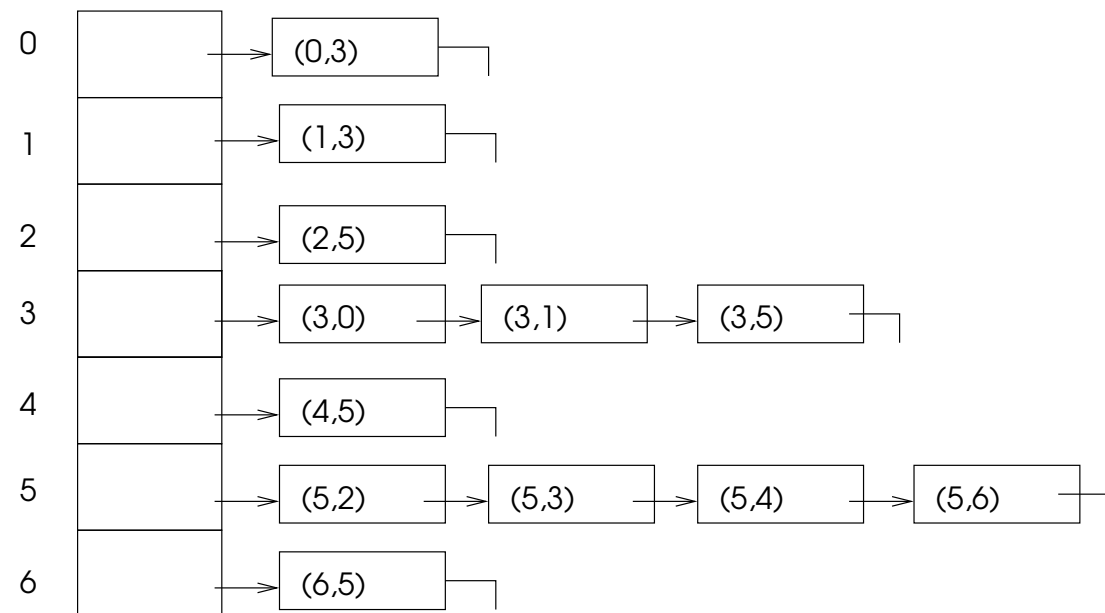 0 (0,3)
1 (1,3)
2 (2,5)
3 (3,0) (3,1) (3,5)
4 (4,5)
5 (5,2) (5,3) (5,4) (5,6)
6 (6,5)